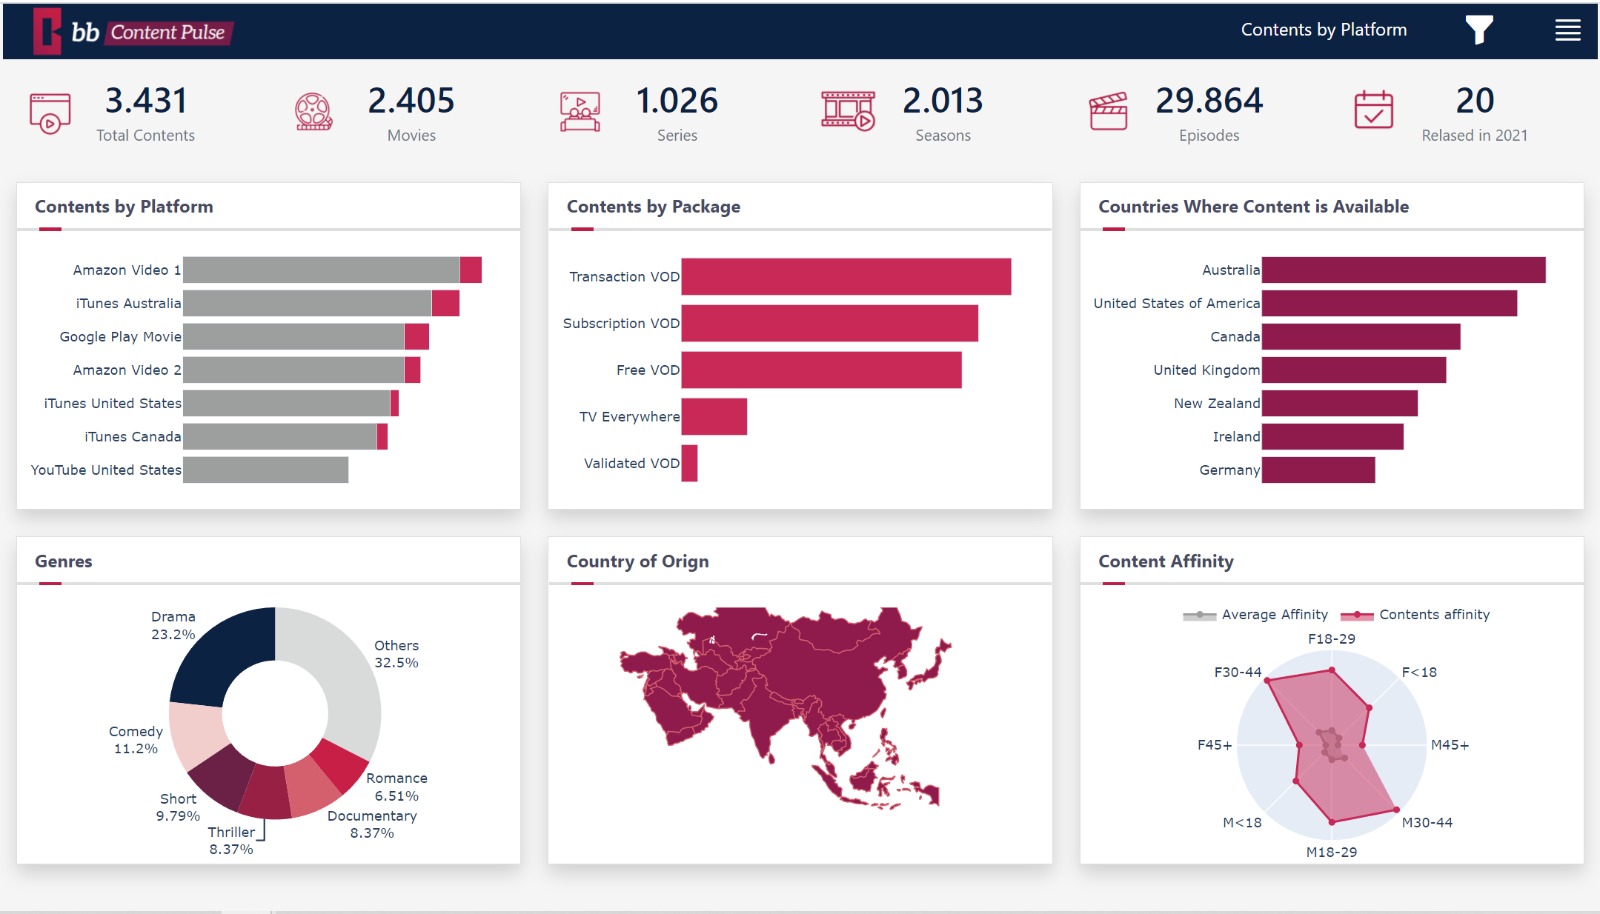 bb Content Pulse
Contents by Platform
3.431
Total Contents
2.405
Movies
1.026
Series
2.013
Seasons
29.864
Episodes
20
Relased in 2021
Contents by Platform
Amazon Video 1
iTunes Australia
Google Play Movie
Amazon Video 2
iTunes United States
iTunes Canada
YouTube United States
Contents by Package
Transaction VOD
Subscription VOD
Free VOD
TV Everywhere
Validated VOD
Countries Where Content is Available
Australia
United States of America
Canada
United Kingdom
New Zealand
Ireland
Germany
Genres
Drama
23.2%
Others
32.5%
Comedy
11.2%
Short
9.79%
Thriller
8.37%
Documentary
8.37%
Romance
6.51%
Country of Orign
Content Affinity
Average Affinity
Contents affinity
F18-29
F30-44
F<18
F45+
M45+
M<18
M30-44
M18-29